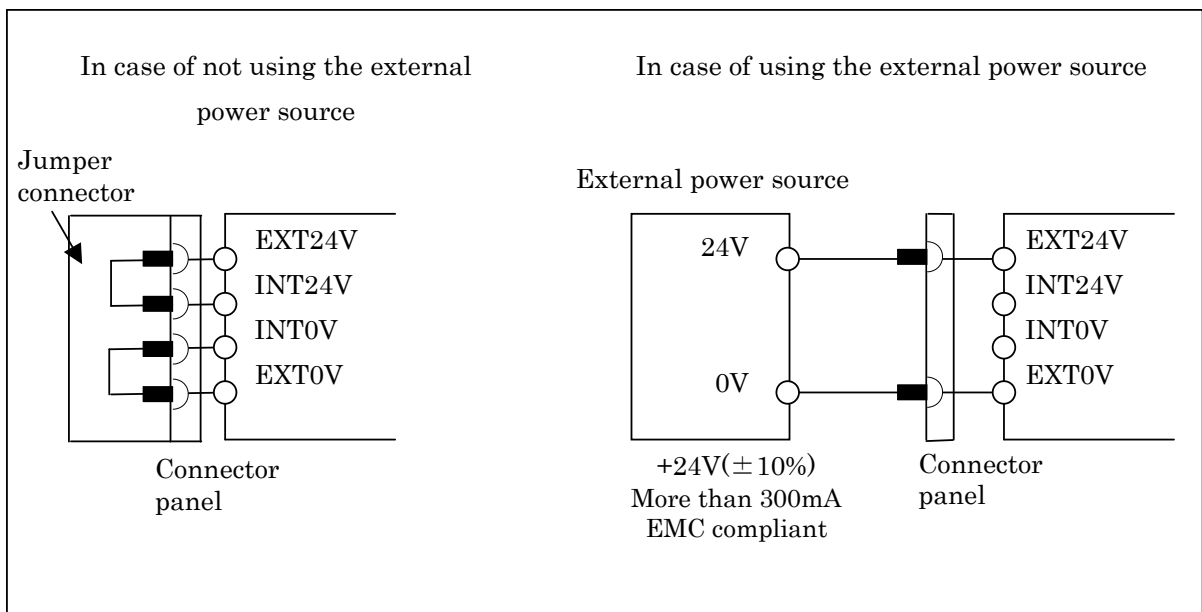 In case of not using the external
power source
Jumper
connector
EXT24V
INT24V
INT0V
EXT0V
Connector
panel
In case of using the external power source
External power source
24V
0V
+24V(±10%)
More than 300mA
EMC compliant
EXT24V
INT24V
INT0V
EXT0V
Connector
panel